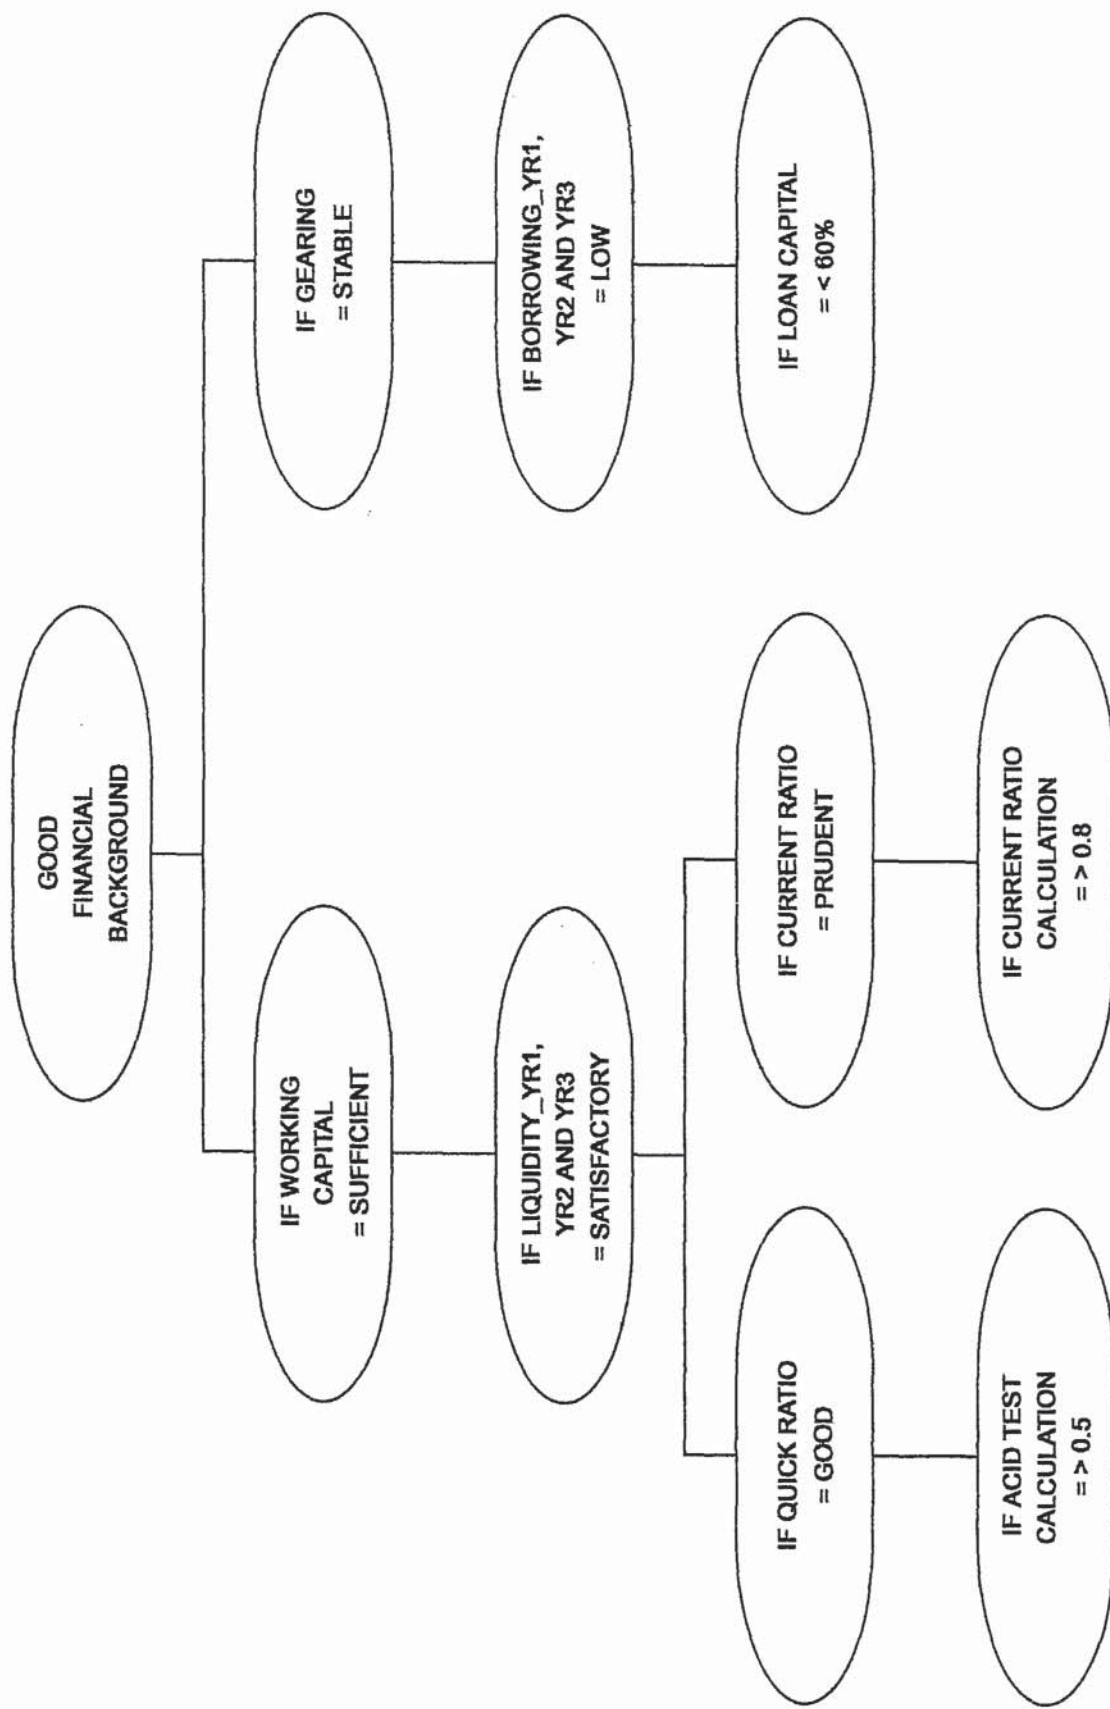 GOOD
FINANCIAL
BACKGROUND
IF WORKING
CAPITAL
= SUFFICIENT
IF GEARING
= STABLE
IF LIQUIDITY_YR1,
YR2 AND YR3
= SATISFACTORY
IF BORROWING_YR1,
YR2 AND YR3
= LOW
IF QUICK RATIO
= GOOD
IF CURRENT RATIO
= PRUDENT
IF LOAN CAPITAL
= < 60%
IF ACID TEST
CALCULATION
= > 0.5
IF CURRENT RATIO
CALCULATION
= > 0.8